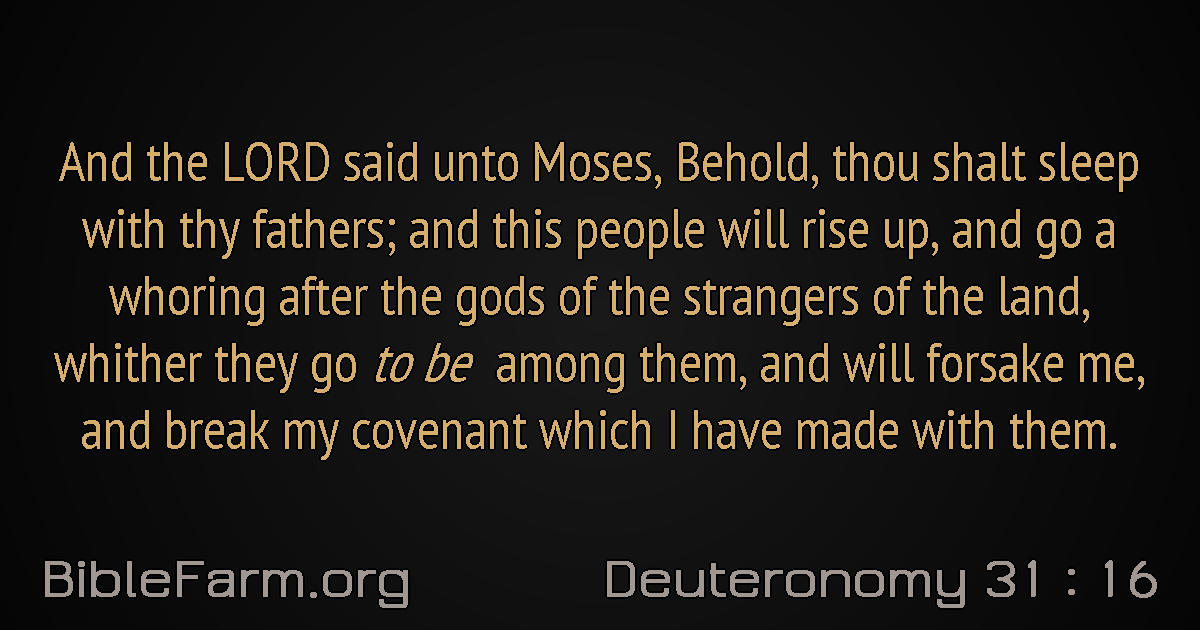 And the LORD said unto Moses, Behold, thou shalt sleep
with thy fathers; and this people will rise up, and go a
whoring after the gods of the strangers of the land,
whither they go to be among them, and will forsake me,
and break my covenant which I have made with them.
BibleFarm.org
Deuteronomy 31 : 16